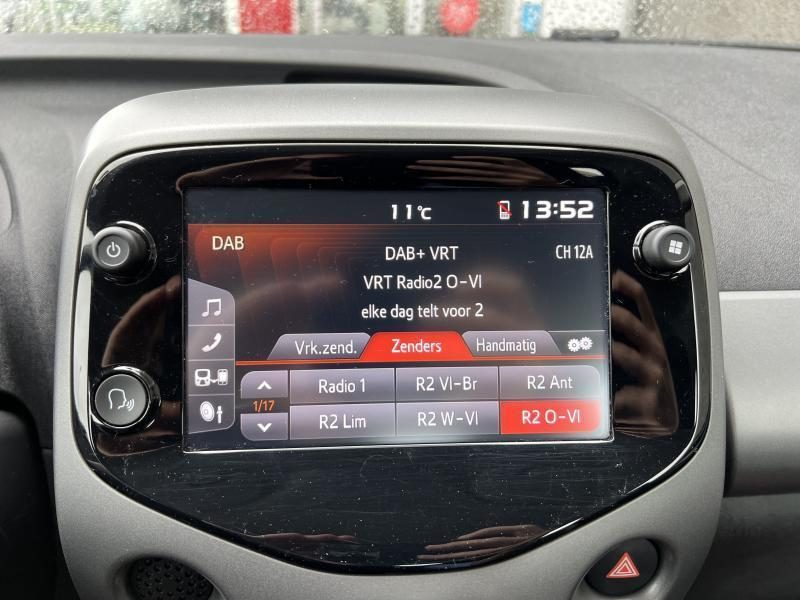 11℃ 13:52
DAB
DAB+ VRT CH 12A
VRT Radio2 O-Vl
elke dag telt voor 2
Vrk.zend. Zenders Handmatig
Radio 1 R2 Vl-Br R2 Ant
1/17
R2 Lim R2 W-Vl R2 O-Vl